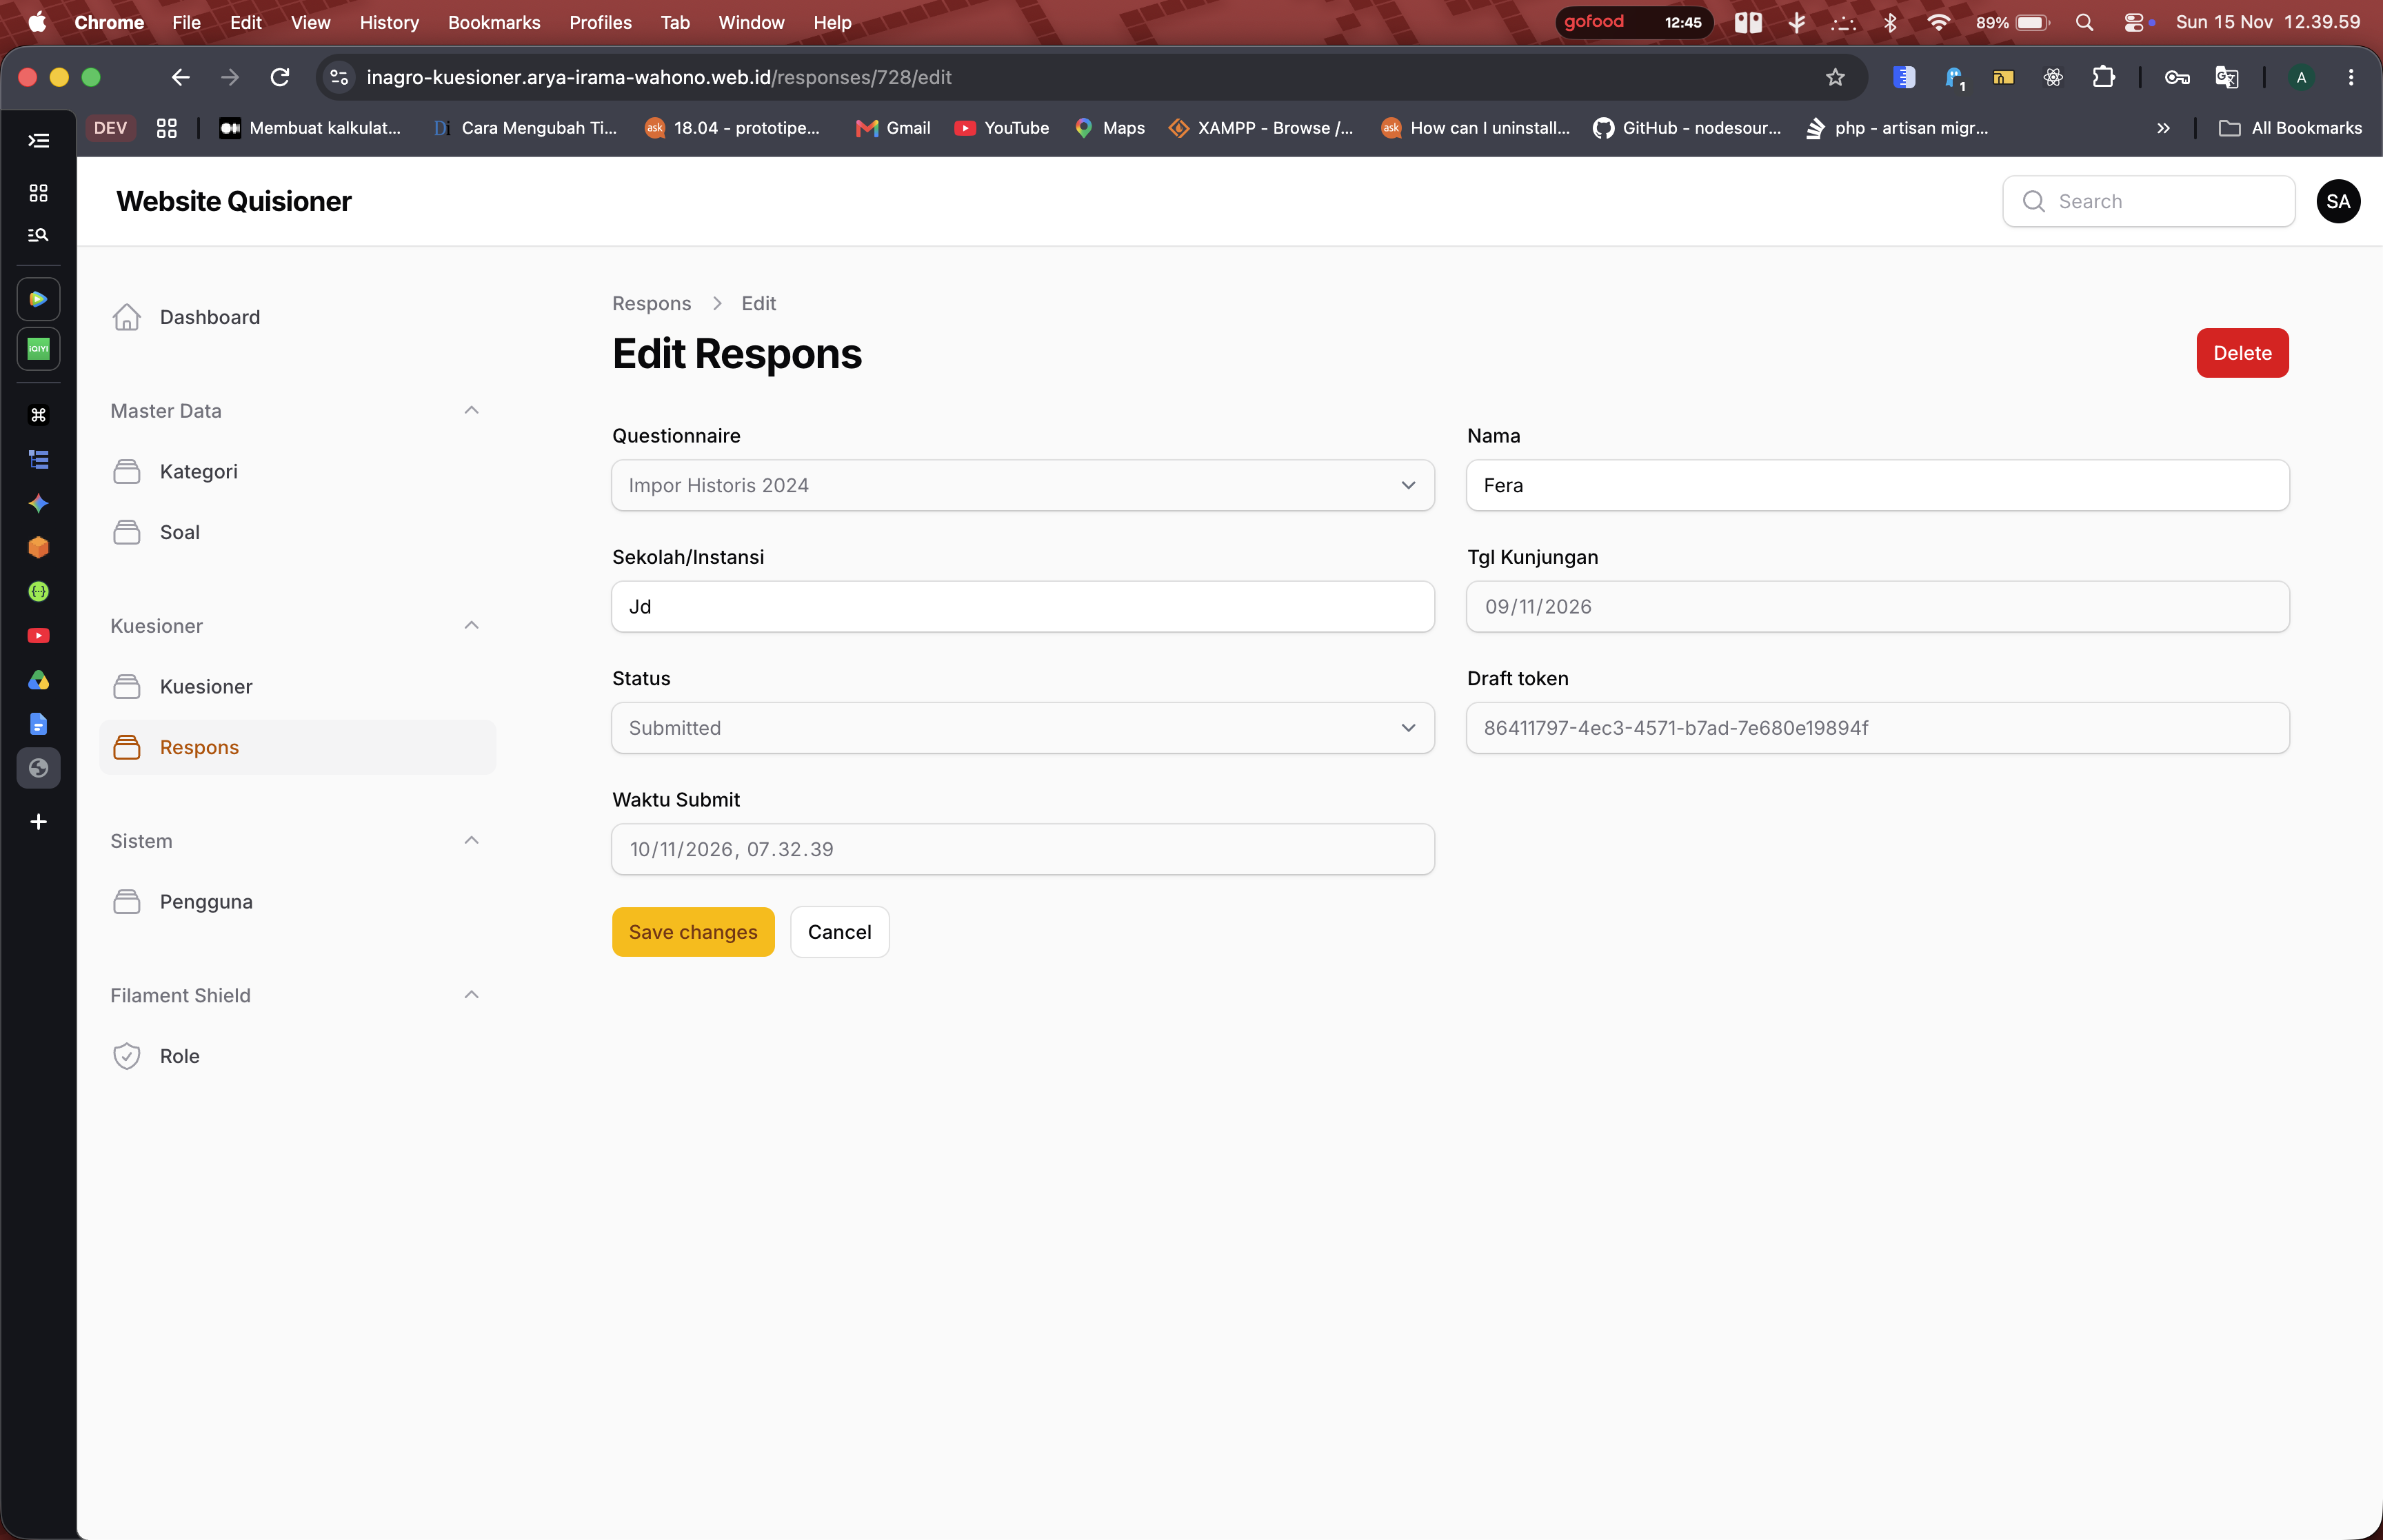 Chrome File Edit View History Bookmarks Profiles Tab Window Help gofood 12:45 89% Sun 15 Nov 12.39.59
inagro-kuesioner.arya-irama-wahono.web.id/responses/728/edit 1 A
DEV Membuat kalkulat... Di Cara Mengubah Ti... ask 18.04 - prototipe... Gmail YouTube Maps XAMPP - Browse /... ask How can I uninstall... GitHub - nodesour... php - artisan migr... » All Bookmarks
Website Quisioner Search SA
iQIYI
Dashboard
Master Data
Kategori
Soal
Kuesioner
Kuesioner
Respons
Sistem
Pengguna
Filament Shield
Role
Respons > Edit
Edit Respons Delete
Questionnaire Nama
Impor Historis 2024 Fera
Sekolah/Instansi Tgl Kunjungan
Jd 09/11/2026
Status Draft token
Submitted 86411797-4ec3-4571-b7ad-7e680e19894f
Waktu Submit
10/11/2026, 07.32.39
Save changes Cancel